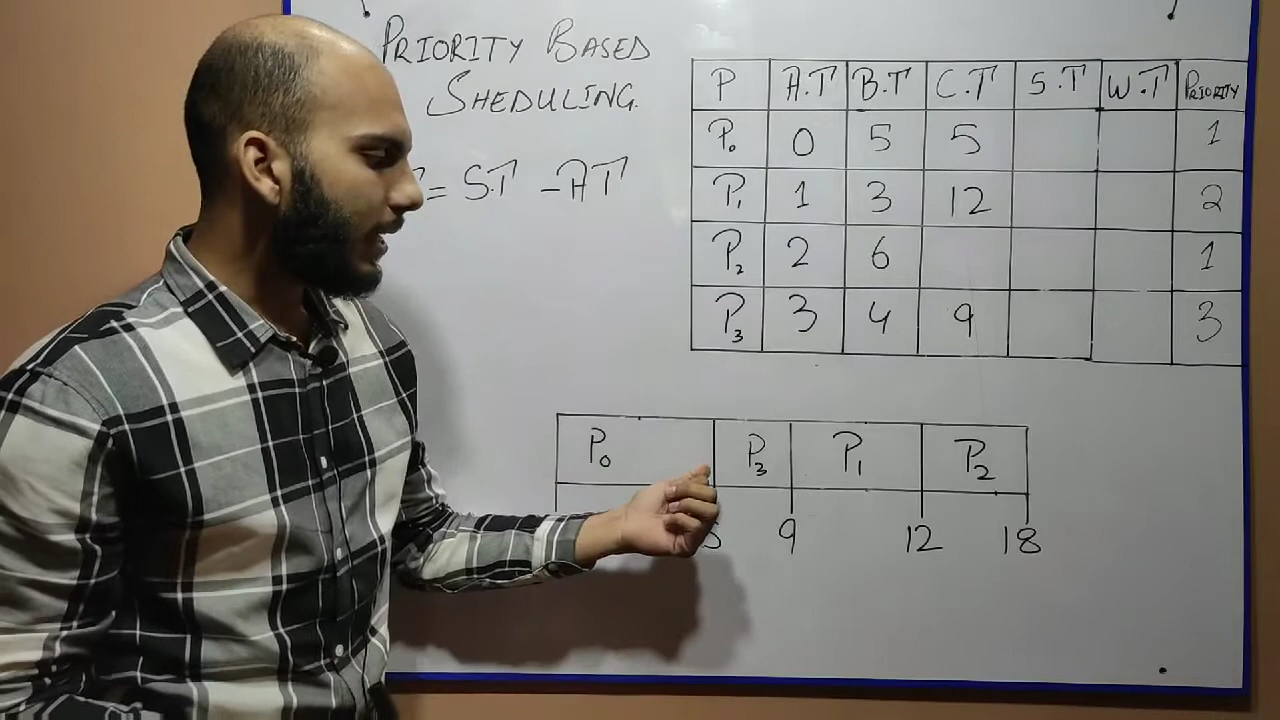 PRIORITY BASED
SHEDULING.
= S.T - AT
P A.T B.T C.T S.T W.T PRIORITY
P0 0 5 5 1
P1 1 3 12 2
P2 2 6 1
P3 3 4 9 3
P0 P3 P1 P2
9 12 18